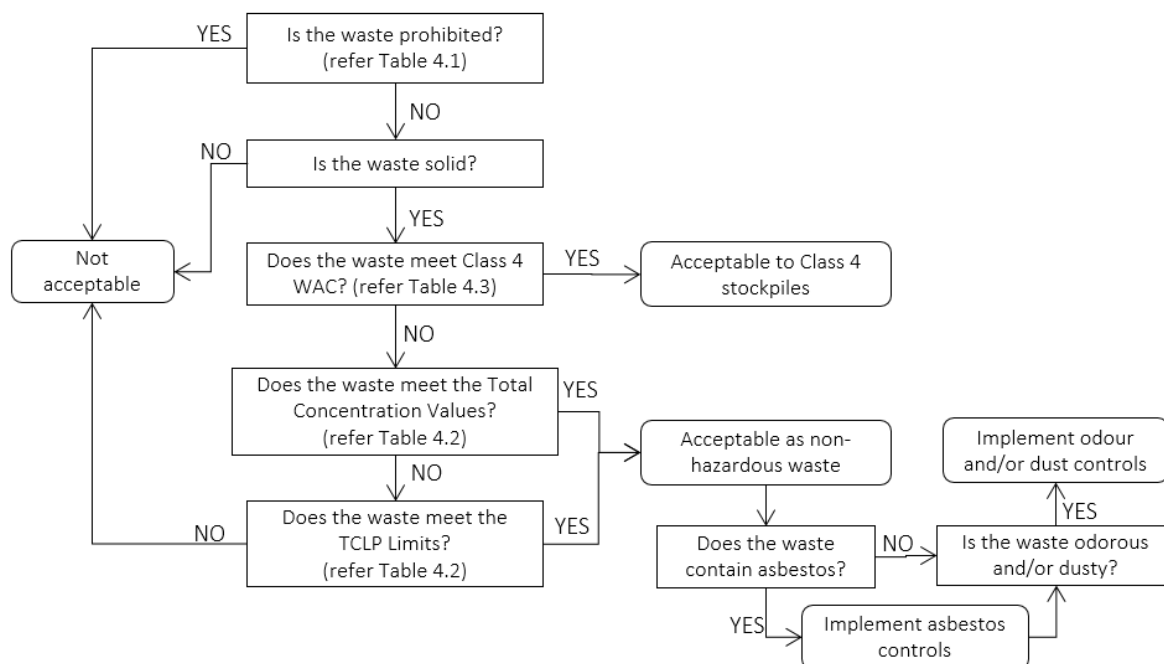 YES
Is the waste prohibited?
(refer Table 4.1)
NO
NO
Is the waste solid?
YES
Not
acceptable
Does the waste meet Class 4
WAC? (refer Table 4.3)
YES
Acceptable to Class 4
stockpiles
NO
Does the waste meet the Total
Concentration Values?
(refer Table 4.2)
YES
NO
Acceptable as non-
hazardous waste
Implement odour
and/or dust controls
NO
Does the waste meet the
TCLP Limits?
(refer Table 4.2)
YES
YES
Does the waste
contain asbestos?
NO
Is the waste odorous
and/or dusty?
YES
Implement asbestos
controls